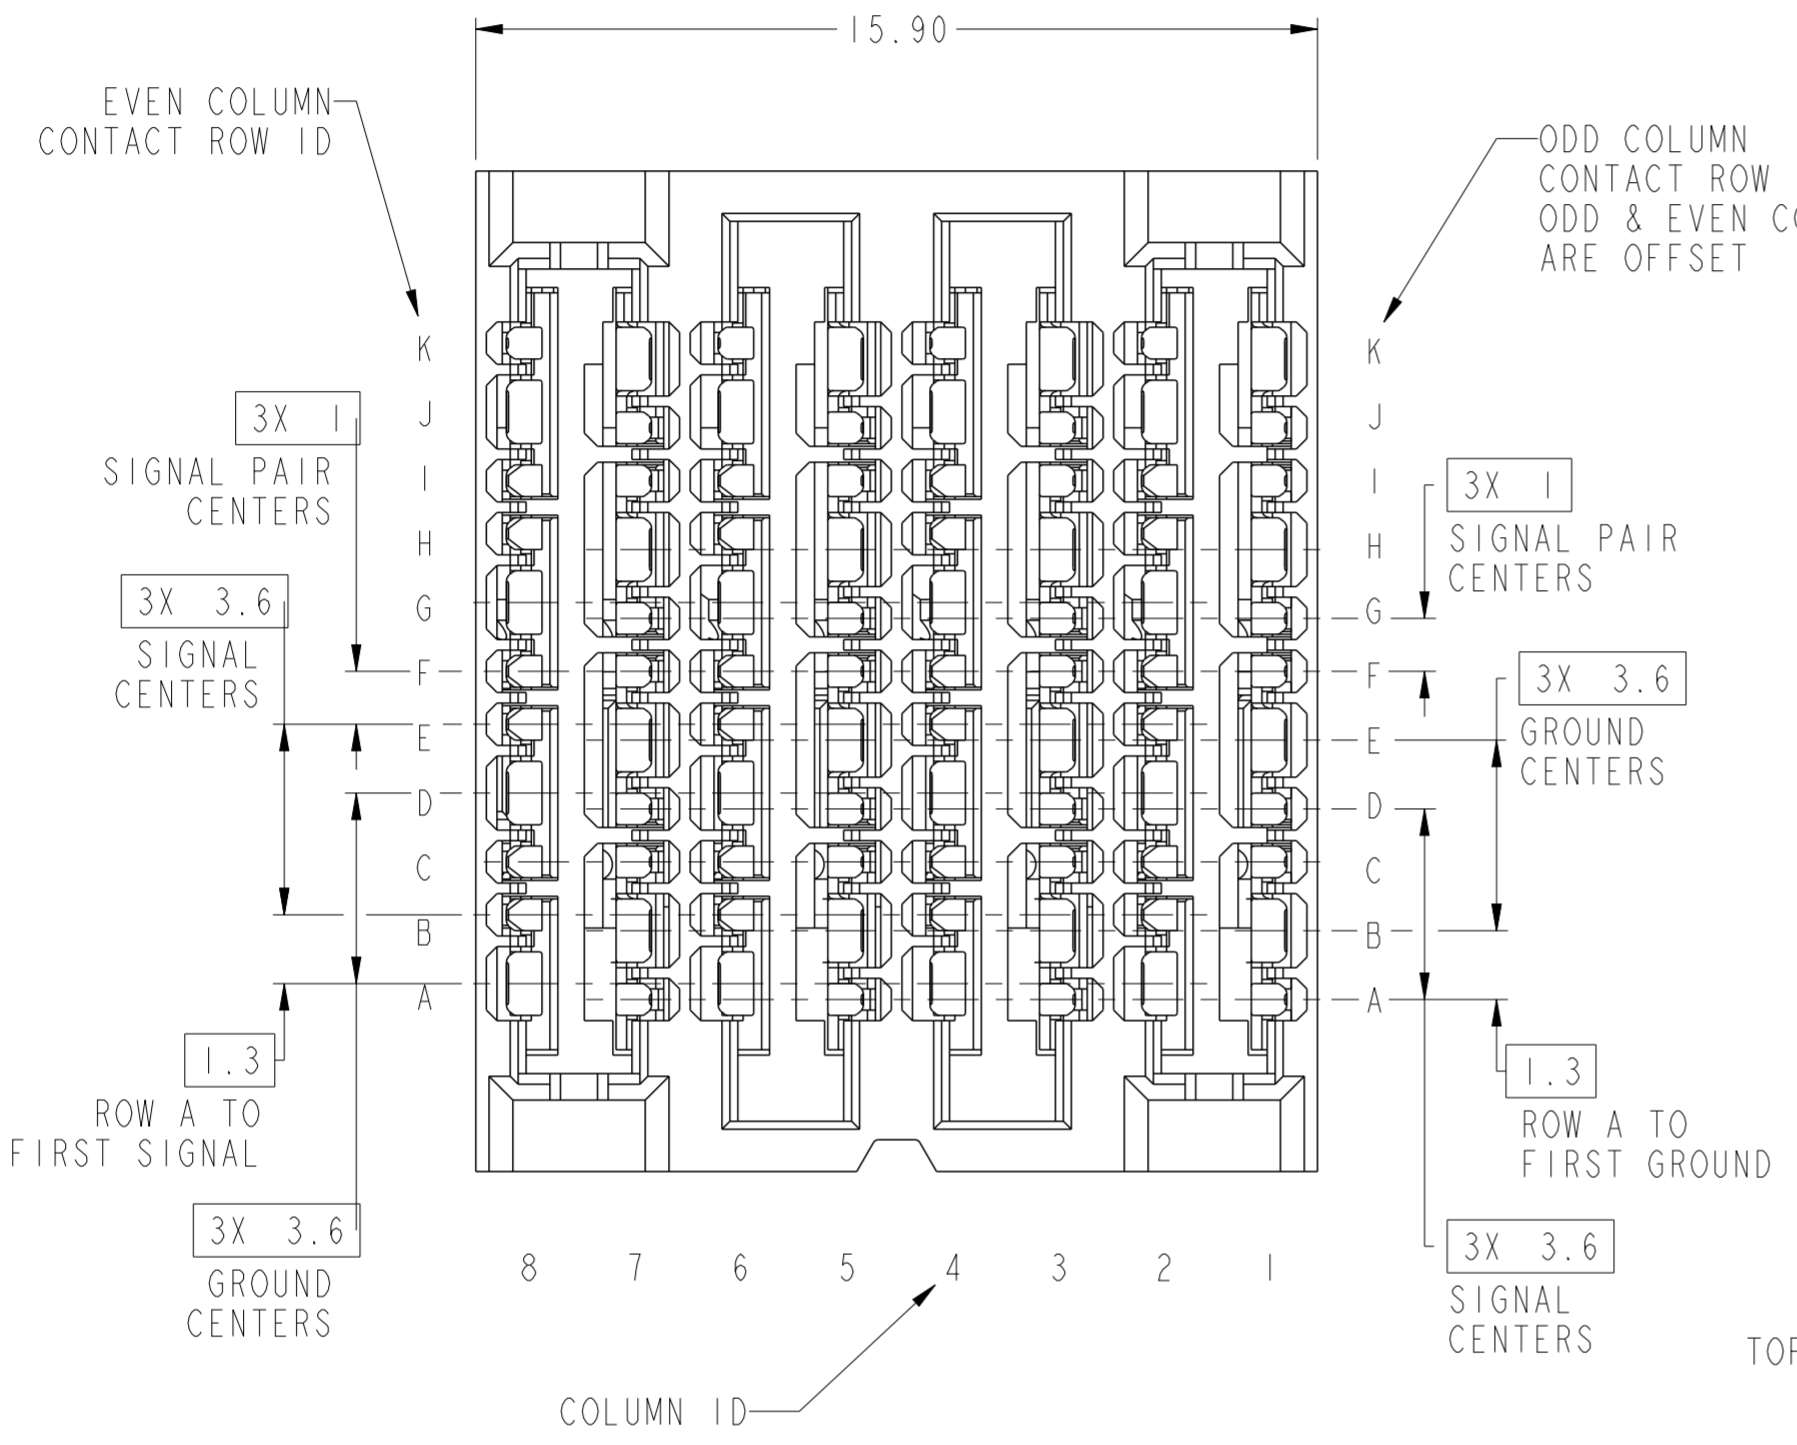 15.90
EVEN COLUMN
CONTACT ROW ID
ODD COLUMN
CONTACT ROW
ODD & EVEN
ARE OFFSET
K
J
I
H
G
F
E
D
C
B
A
K
J
I
H
G
F
E
D
C
B
A
3X 1
SIGNAL PAIR
CENTERS
3X 3.6
SIGNAL
CENTERS
1.3
ROW A TO
FIRST SIGNAL
3X 3.6
GROUND
CENTERS
3X 1
SIGNAL PAIR
CENTERS
3X 3.6
GROUND
CENTERS
1.3
ROW A TO
FIRST GROUND
3X 3.6
SIGNAL
CENTERS
8 7 6 5 4 3 2 1
COLUMN ID